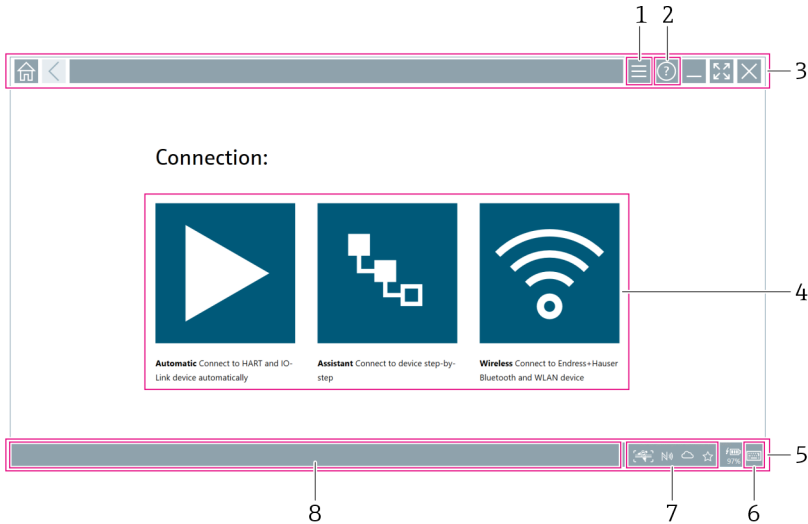 1 2
3
Connection:
4
Automatic Connect to HART and IO-
Link device automatically
Assistant Connect to device step-by-
step
Wireless Connect to Endress+Hauser
Bluetooth and WLAN device
97%
5
8 7 6